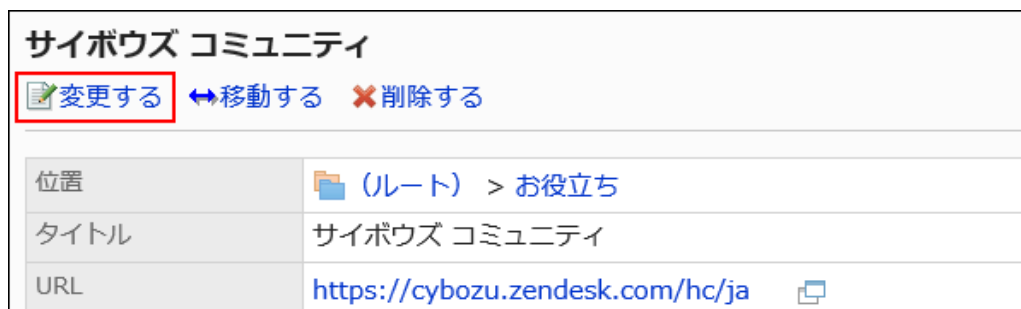 サイボウズ コミュニティ
変更する 移動する 削除する
位置 (ルート) > お役立ち
タイトル サイボウズ コミュニティ
URL https://cybozu.zendesk.com/hc/ja